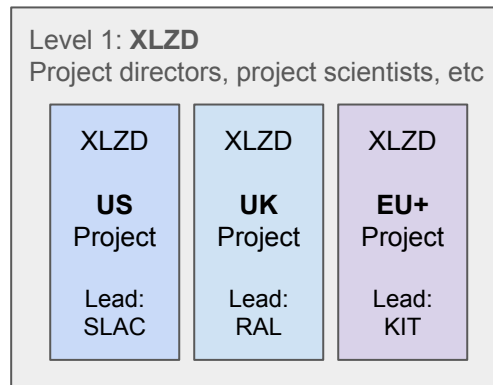 Level 1: XLZD
Project directors, project scientists, etc
XLZD
US
Project
Lead:
SLAC
XLZD
UK
Project
Lead:
RAL
XLZD
EU+
Project
Lead:
KIT